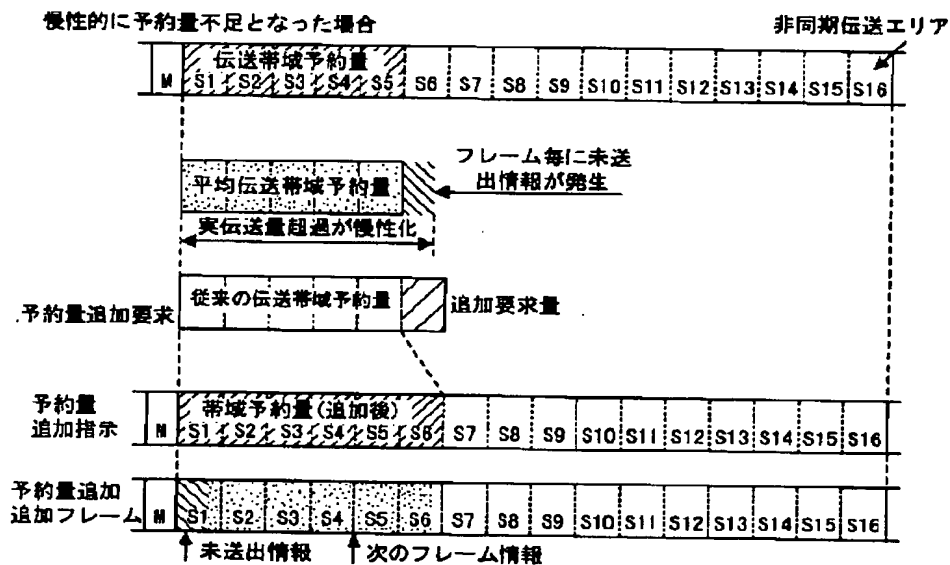 慢性的に予約量不足となった場合
非同期伝送エリア
伝送帯域予約量
M S1 S2 S3 S4 S5 S6 S7 S8 S9 S10 S11 S12 S13 S14 S15 S16
平均伝送帯域予約量
フレーム毎に未送
出情報が発生
実伝送量超過が慢性化
予約量追加要求
従来の伝送帯域予約量
追加要求量
予約量
追加指示
帯域予約量(追加後)
M S1 S2 S3 S4 S5 S6 S7 S8 S9 S10 S11 S12 S13 S14 S15 S16
予約量追加
追加フレーム
M S1 S2 S3 S4 S5 S6 S7 S8 S9 S10 S11 S12 S13 S14 S15 S16
未送出情報
次のフレーム情報